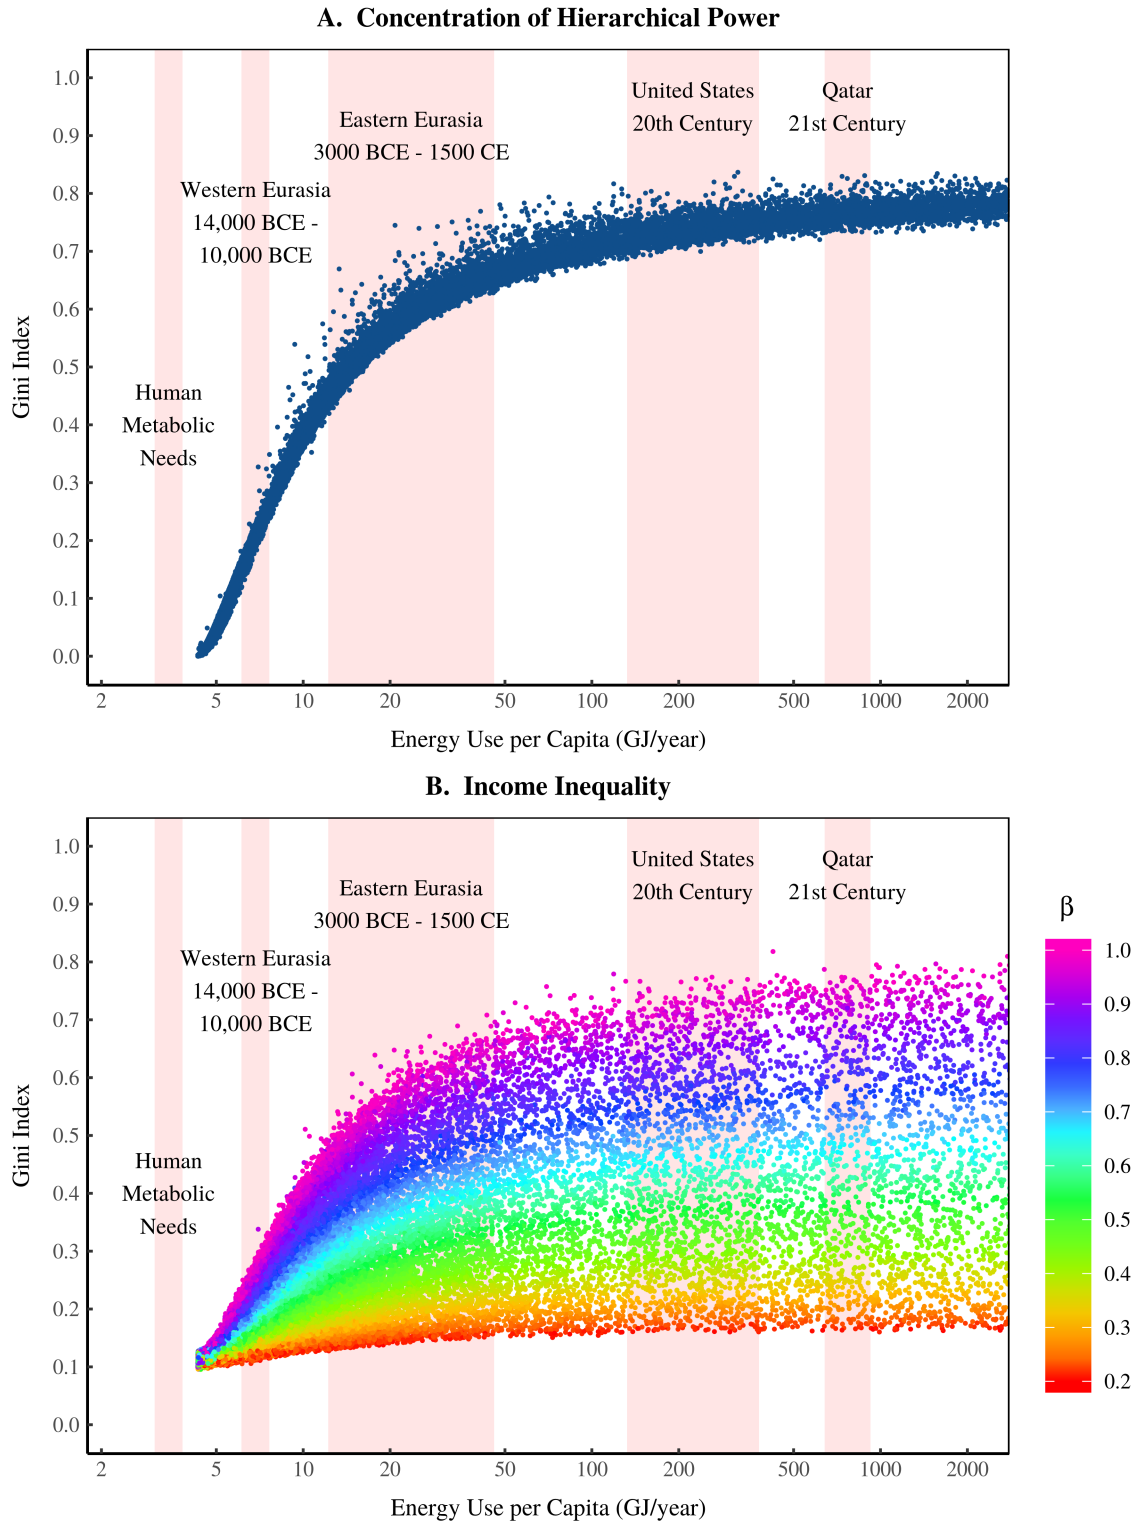 A. Concentration of Hierarchical Power
1.0
0.9
0.8
0.7
0.6
0.5
0.4
0.3
0.2
0.1
0.0
Gini Index
United States
20th Century
Qatar
21st Century
Eastern Eurasia
3000 BCE - 1500 CE
Western Eurasia
14,000 BCE -
10,000 BCE
Human
Metabolic
Needs
2 5 10 20 50 100 200 500 1000 2000
Energy Use per Capita (GJ/year)
B. Income Inequality
1.0
0.9
0.8
0.7
0.6
0.5
0.4
0.3
0.2
0.1
0.0
Gini Index
United States
20th Century
Qatar
21st Century
Eastern Eurasia
3000 BCE - 1500 CE
Western Eurasia
14,000 BCE -
10,000 BCE
Human
Metabolic
Needs
2 5 10 20 50 100 200 500 1000 2000
Energy Use per Capita (GJ/year)
β
1.0
0.9
0.8
0.7
0.6
0.5
0.4
0.3
0.2